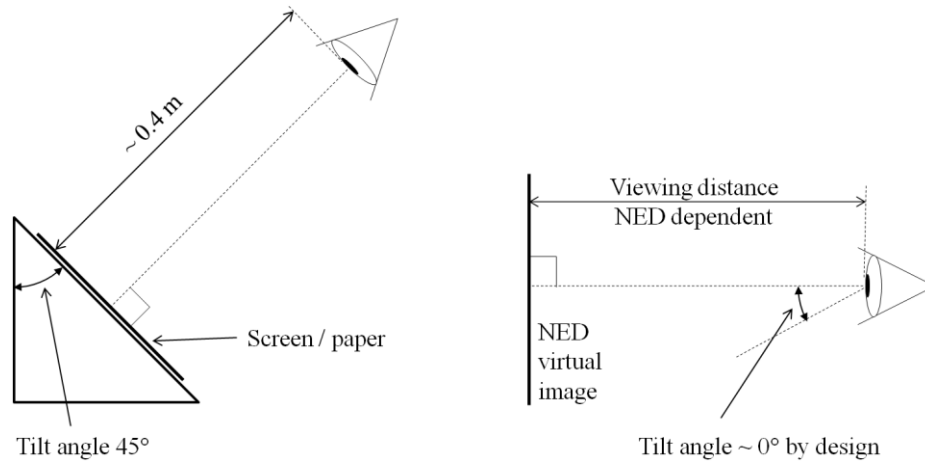 ~ 0.4 m
Screen / paper
Tilt angle 45°
Viewing distance
NED dependent
NED
virtual
image
Tilt angle ~ 0° by design